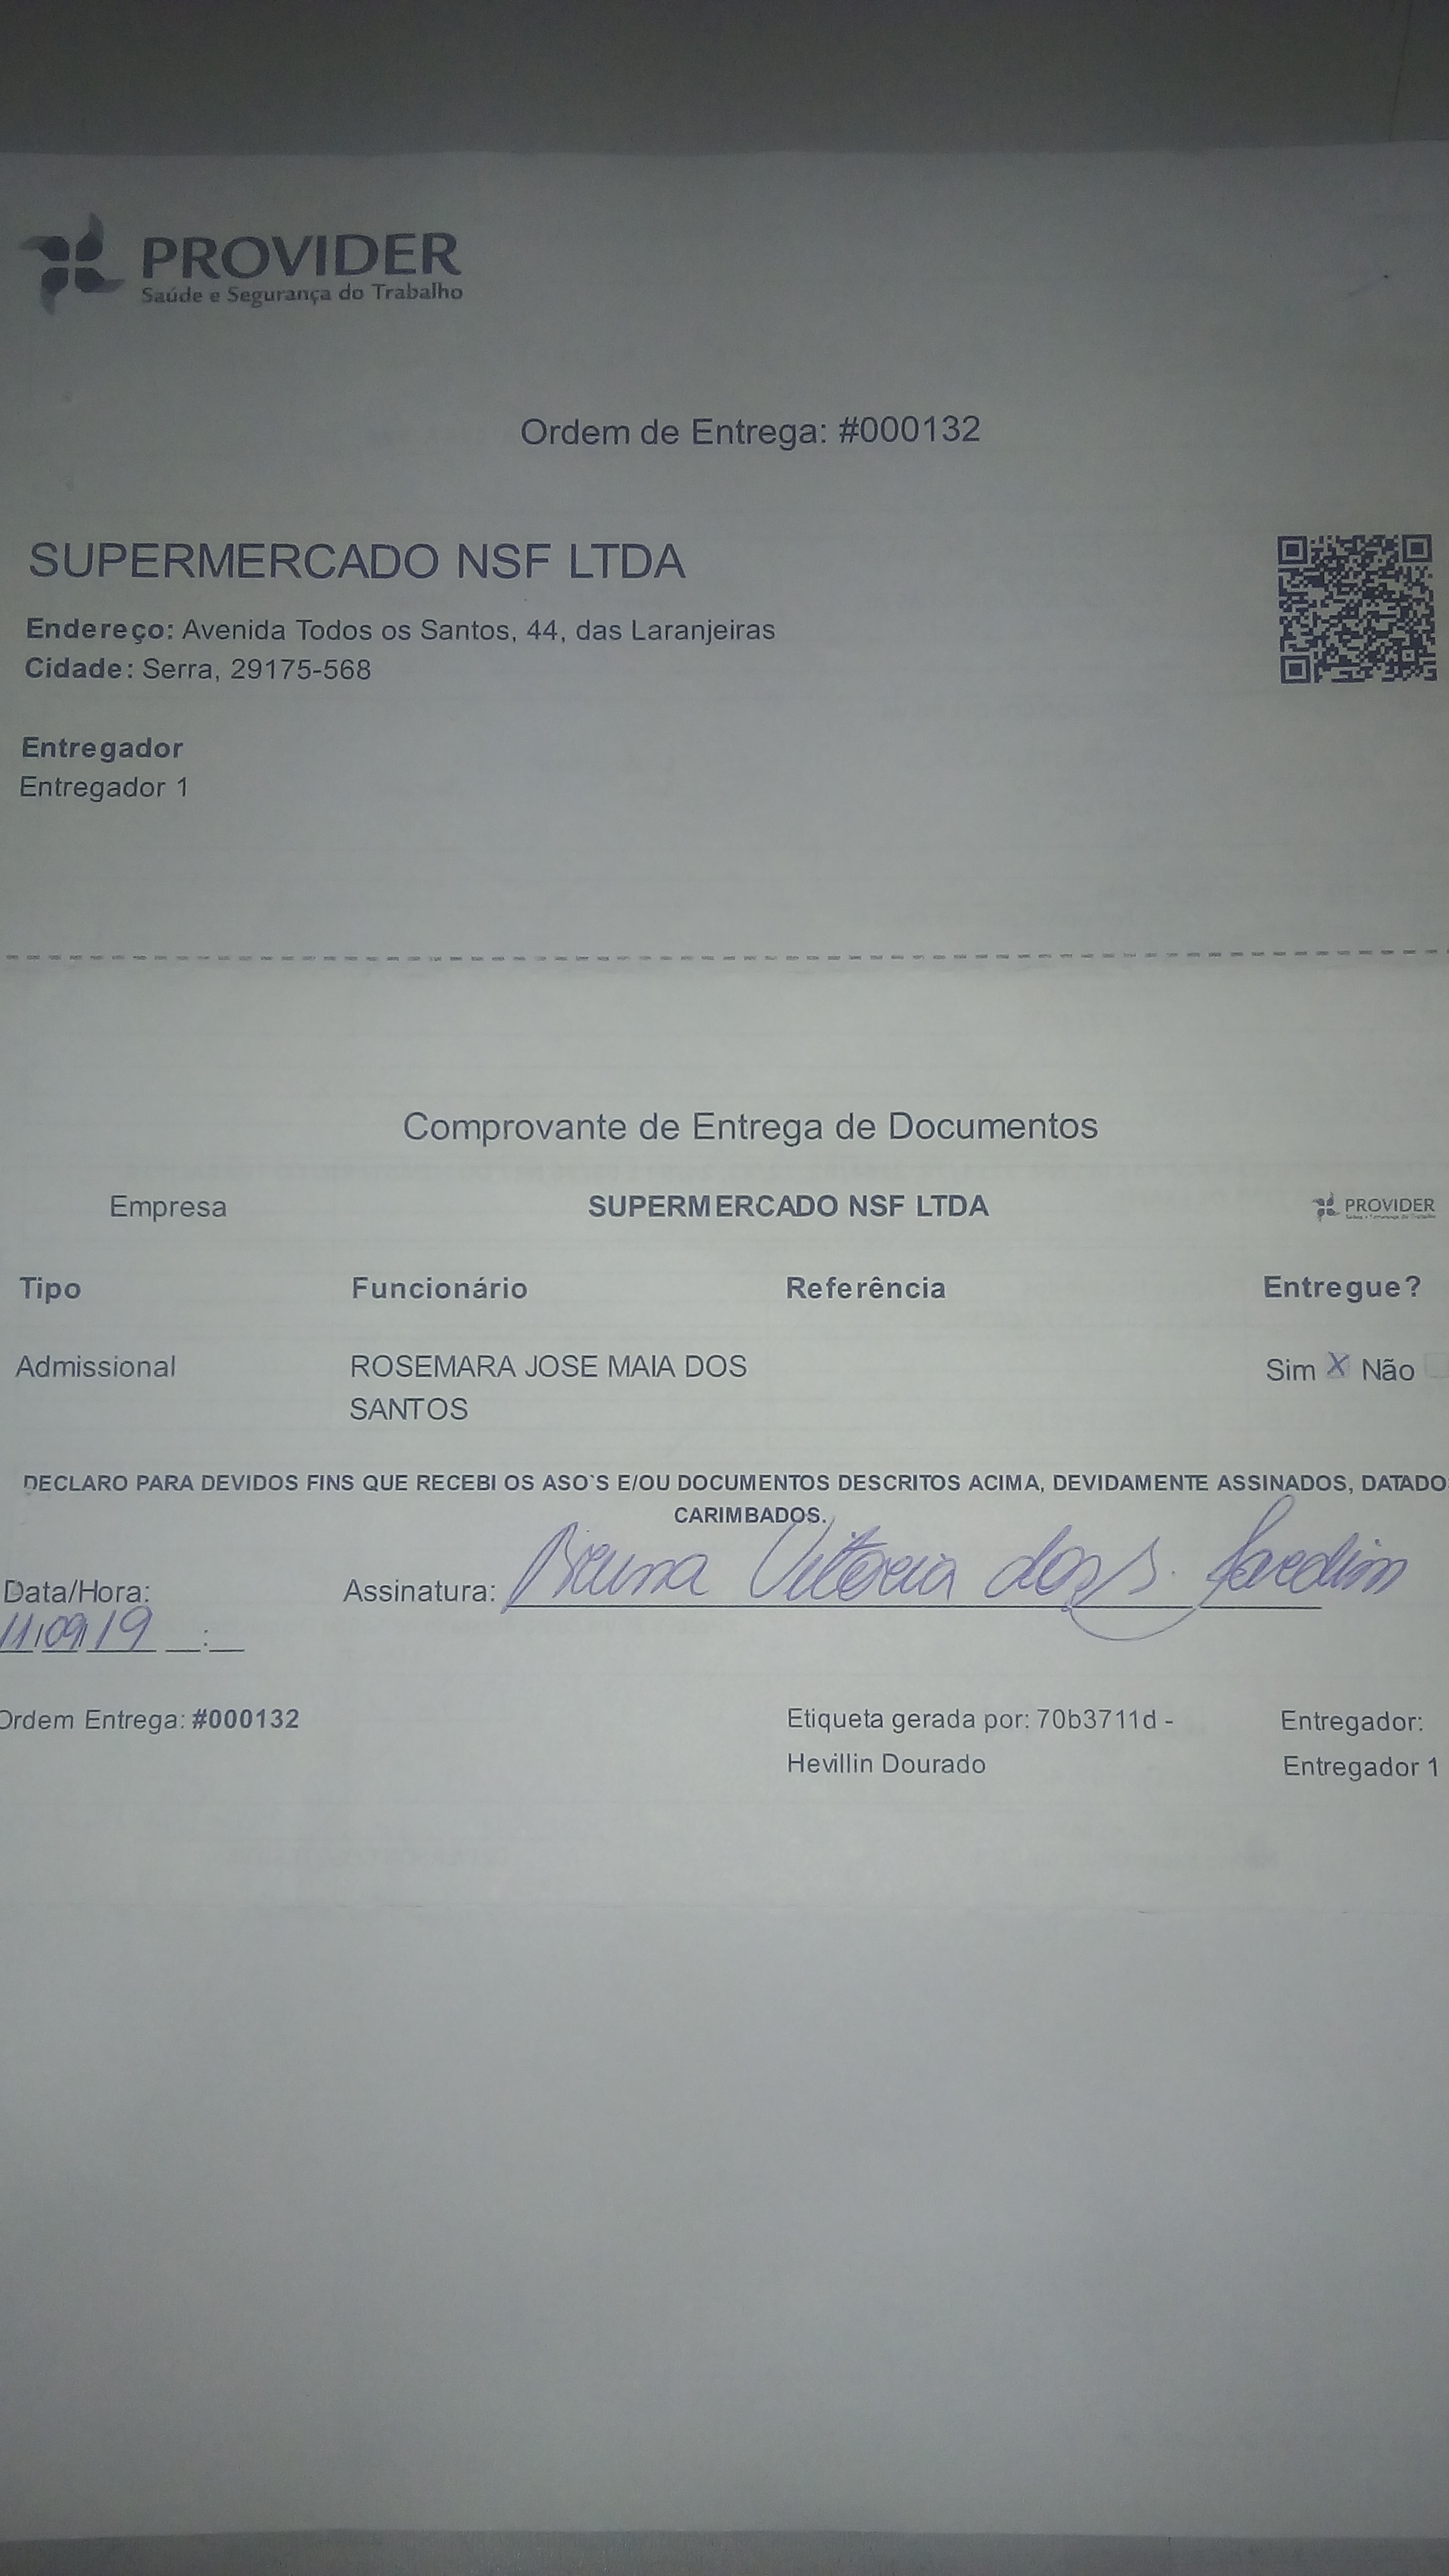 PROVIDER
Saúde e Segurança do Trabalho
Ordem de Entrega: #000132
SUPERMERCADO NSF LTDA
Endereço: Avenida Todos os Santos, 44, das Laranjeiras
Cidade: Serra, 29175-568
Entregador
Entregador 1
Comprovante de Entrega de Documentos
Empresa SUPERMERCADO NSF LTDA PROVIDER
Saúde e Segurança do Trabalho
Tipo Funcionário Referência Entregue?
Admissional ROSEMARA JOSE MAIA DOS Sim X Não
SANTOS
DECLARO PARA DEVIDOS FINS QUE RECEBI OS ASO`S E/OU DOCUMENTOS DESCRITOS ACIMA, DEVIDAMENTE ASSINADOS, DATADO
CARIMBADOS.
Data/Hora: Assinatura: Bruna Vitoria dos S. Jardim
11/09/19 __:__
Ordem Entrega: #000132 Etiqueta gerada por: 70b3711d - Entregador:
Hevillin Dourado Entregador 1